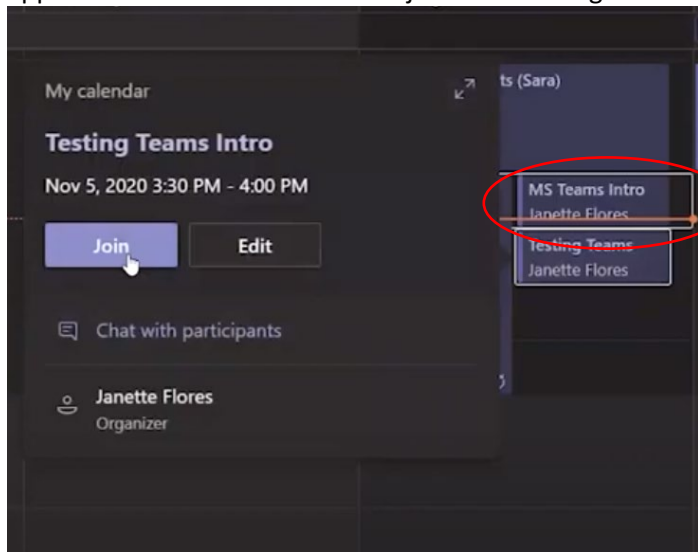 My calendar
Testing Teams Intro
Nov 5, 2020 3:30 PM - 4:00 PM
Join
Edit
Chat with participants
Janette Flores
Organizer
ts (Sara)
MS Teams Intro
Janette Flores
Testing Teams
Janette Flores